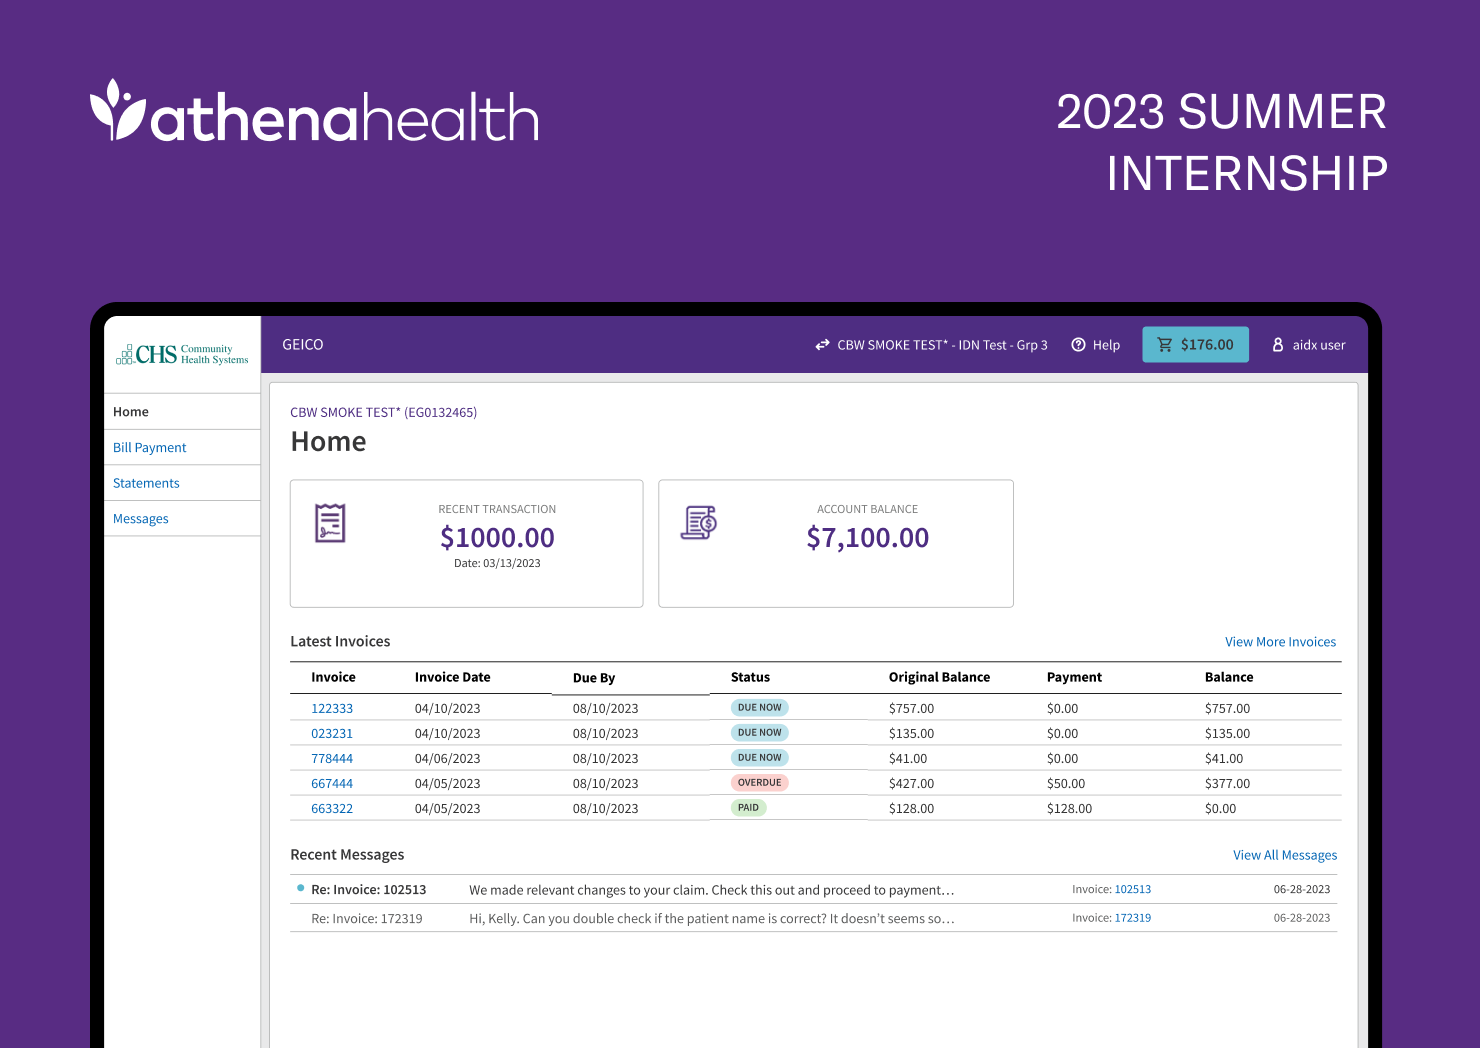 athenahealth
2023 SUMMER
INTERNSHIP
CHS Community
Health Systems
GEICO
CBW SMOKE TEST* - IDN Test - Grp 3
Help
$176.00
aidx user
Home
Bill Payment
Statements
Messages
CBW SMOKE TEST* (EG0132465)
Home
RECENT TRANSACTION
$1000.00
Date: 03/13/2023
ACCOUNT BALANCE
$7,100.00
Latest Invoices
View More Invoices
Invoice Invoice Date Due By Status Original Balance Payment Balance
122333 04/10/2023 08/10/2023 DUE NOW $757.00 $0.00 $757.00
023231 04/10/2023 08/10/2023 DUE NOW $135.00 $0.00 $135.00
778444 04/06/2023 08/10/2023 DUE NOW $41.00 $0.00 $41.00
667444 04/05/2023 08/10/2023 OVERDUE $427.00 $50.00 $377.00
663322 04/05/2023 08/10/2023 PAID $128.00 $128.00 $0.00
Recent Messages
View All Messages
Re: Invoice: 102513 We made relevant changes to your claim. Check this out and proceed to payment… Invoice: 102513 06-28-2023
Re: Invoice: 172319 Hi, Kelly. Can you double check if the patient name is correct? It doesn’t seems so… Invoice: 172319 06-28-2023